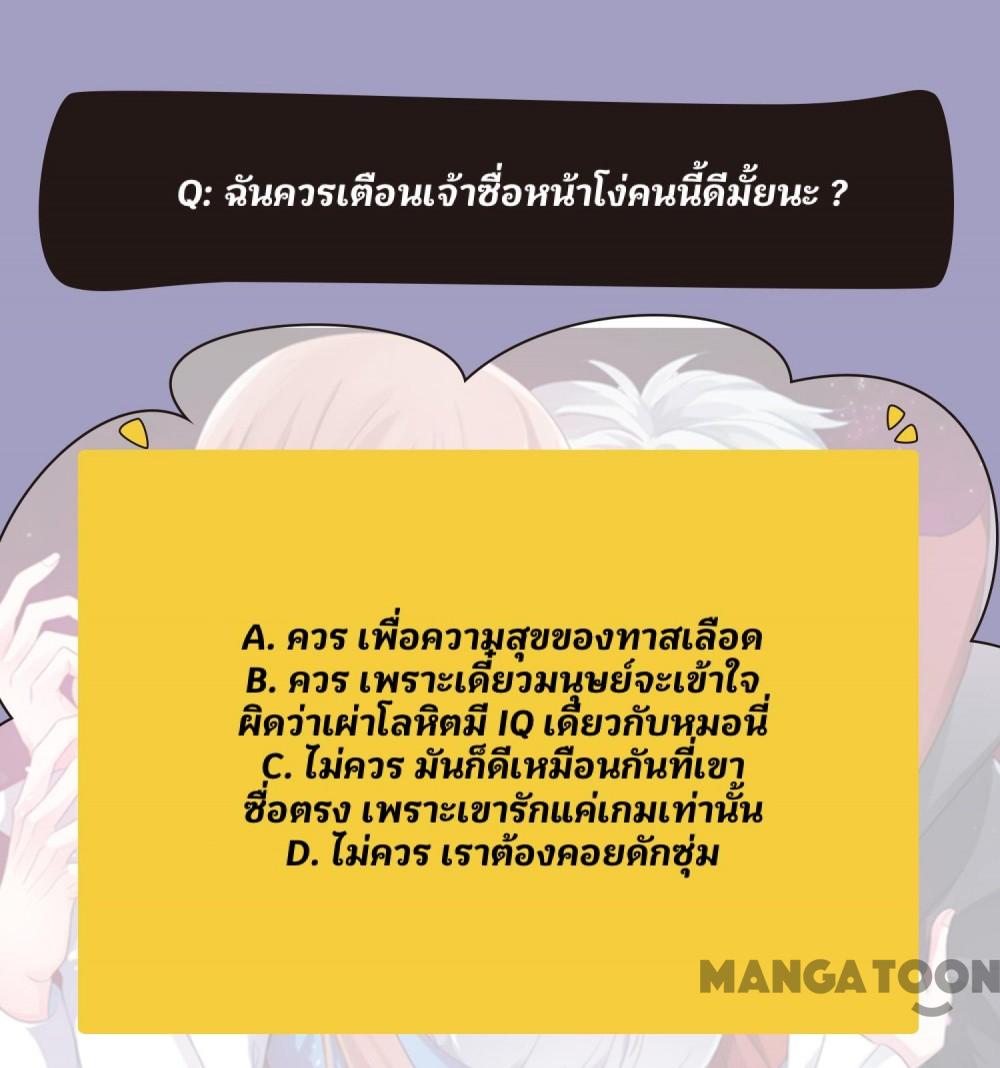 Q: ฉันควรเตือนเจ้าซื่อหน้าโง่คนนี้ดีมั้ยนะ ?
A. ควร เพื่อความสุขของทาสเลือด
B. ควร เพราะเดี๋ยวมนุษย์จะเข้าใจ
ผิดว่าเผ่าโลหิตมี IQ เดียวกับหมอนี่
C. ไม่ควร มันก็ดีเหมือนกันที่เขา
ซื่อตรง เพราะเขารักแค่เกมเท่านั้น
D. ไม่ควร เราต้องคอยดักซุ่ม
MANGATOON